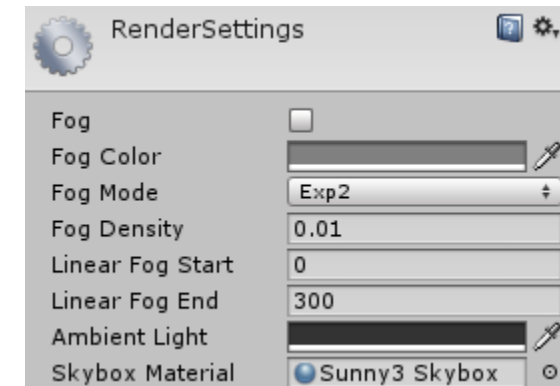 RenderSettings
Fog
Fog Color
Fog Mode Exp2
Fog Density 0.01
Linear Fog Start 0
Linear Fog End 300
Ambient Light
Skybox Material Sunny3 Skybox